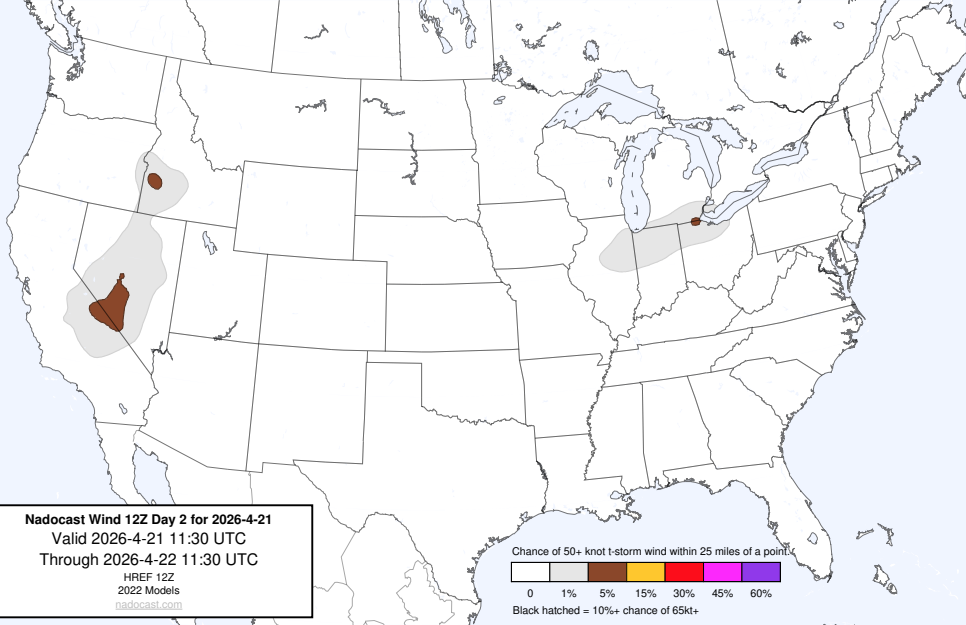 Nadocast Wind 12Z Day 2 for 2026-4-21
Valid 2026-4-21 11:30 UTC
Through 2026-4-22 11:30 UTC
HREF 12Z
2022 Models
nadocast.com
Chance of 50+ knot t-storm wind within 25 miles of a point.
0 1% 5% 15% 30% 45% 60%
Black hatched = 10%+ chance of 65kt+